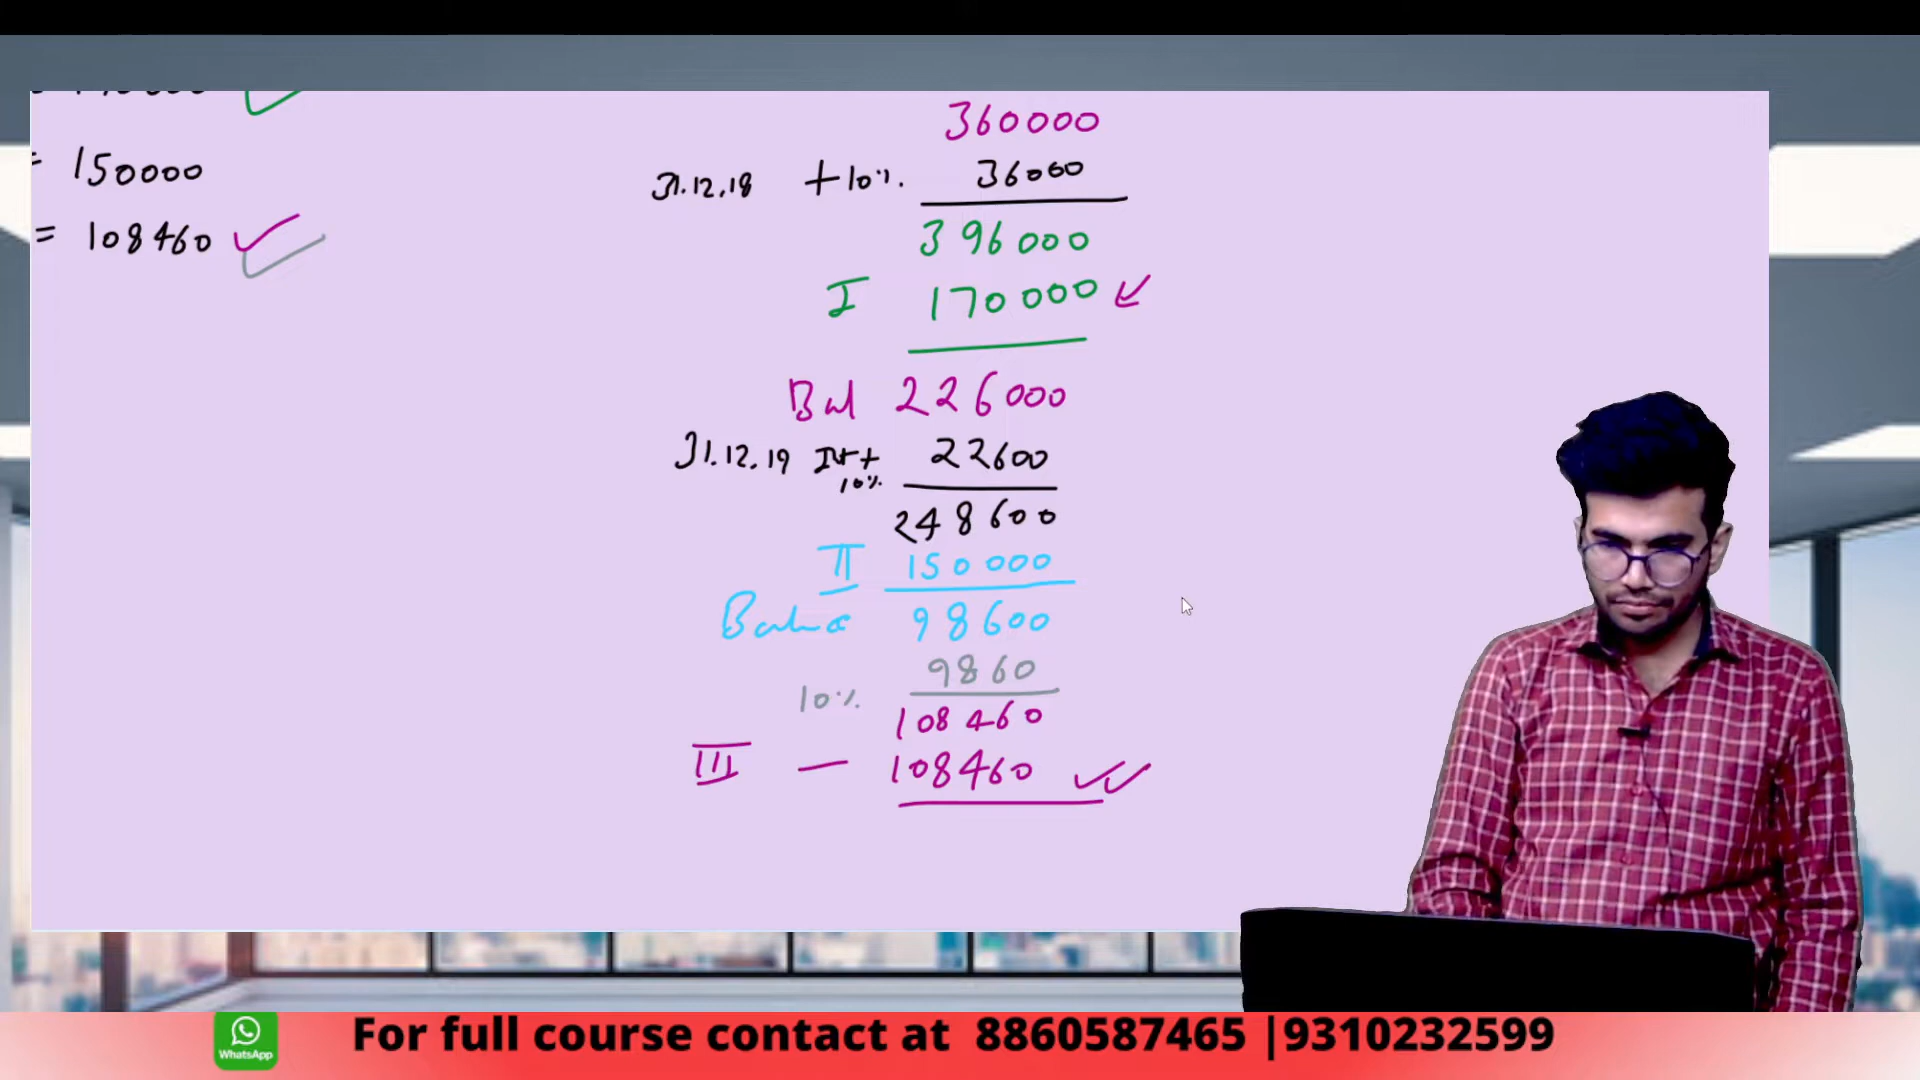 = 150000
= 108460
360000
31.12.18 +10% 36000
396000
I 170000
Bal 226000
31.12.19 Int+ 22600
10%
248600
II 150000
98600
9860
10%
108460
III — 108460
WhatsApp
For full course contact at 8860587465 |9310232599